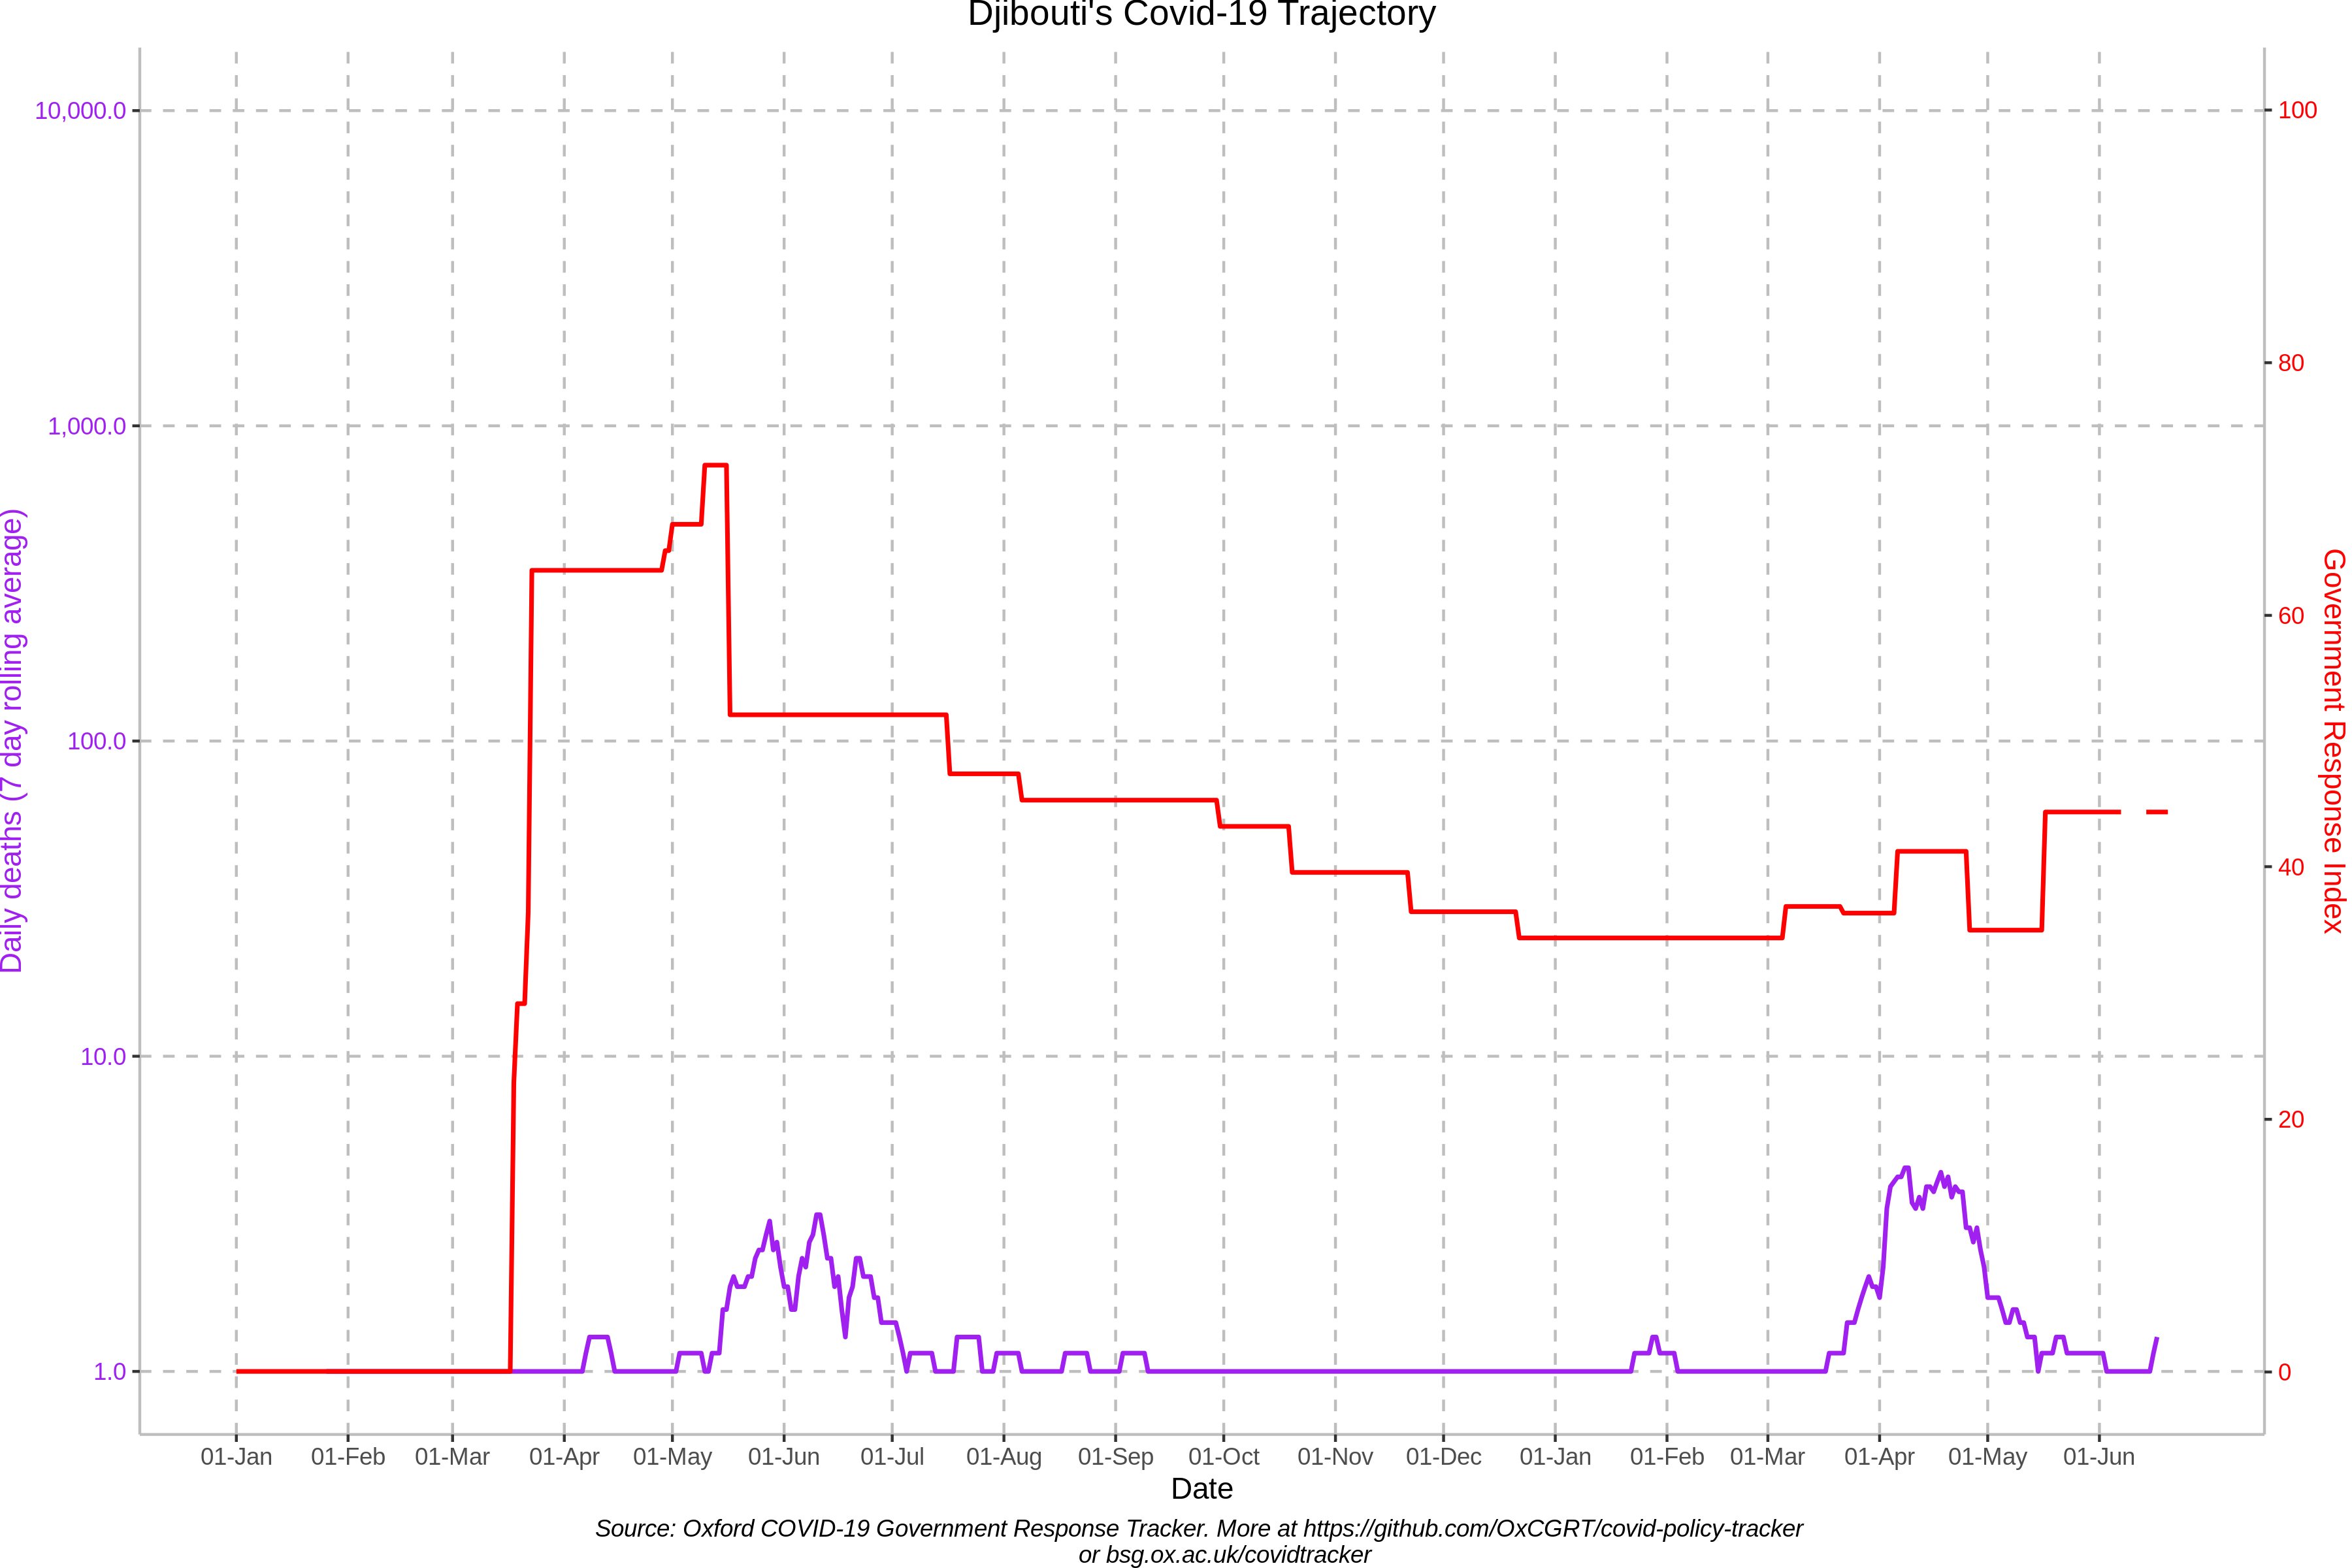 Djibouti's Covid-19 Trajectory
10,000.0
1,000.0
100.0
10.0
1.0
Daily deaths (7 day rolling average)
100
80
60
40
20
0
Government Response Index
01-Jan 01-Feb 01-Mar 01-Apr 01-May 01-Jun 01-Jul 01-Aug 01-Sep 01-Oct 01-Nov 01-Dec 01-Jan 01-Feb 01-Mar 01-Apr 01-May 01-Jun
Date
Source: Oxford COVID-19 Government Response Tracker. More at https://github.com/OxCGRT/covid-policy-tracker
or bsg.ox.ac.uk/covidtracker